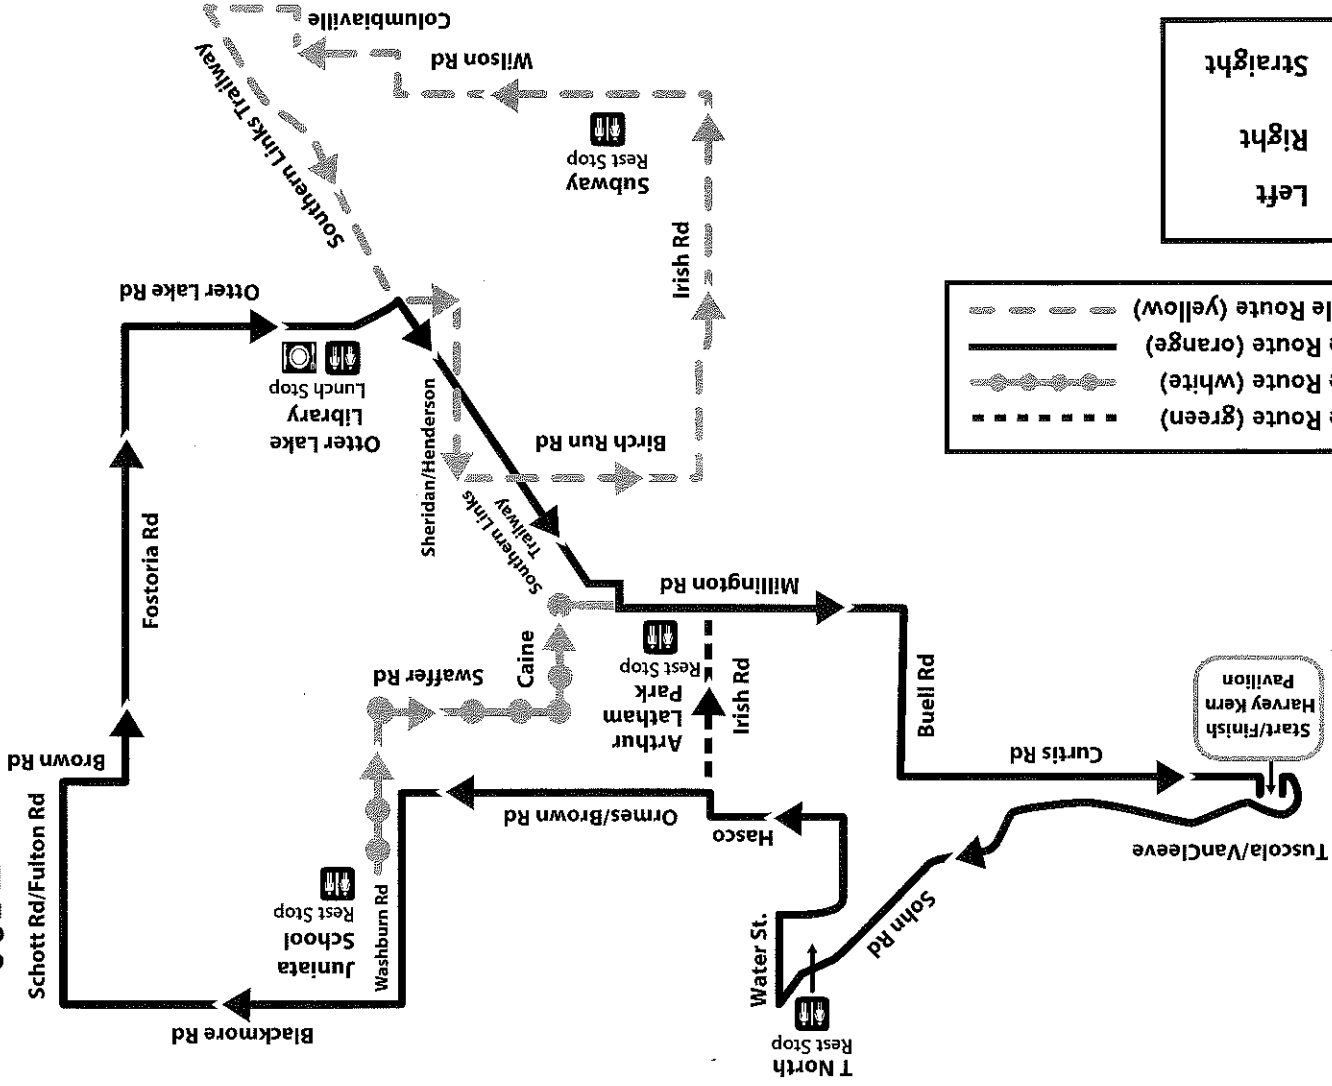 T North
Rest Stop
Water St.
Sohn Rd
Tuscola/VanCleeve
Start/Finish
Harvey Kern
Pavilion
Curtis Rd
Buell Rd
Hasco
Ormes/Brown Rd
Irish Rd
Arthur
Latham
Park
Rest Stop
Millington Rd
Blackmore Rd
Juniata
School
Rest Stop
Washburn Rd
Schott Rd/Fulton Rd
Brown Rd
Swaffer Rd
Caine
Fostoria Rd
Southern Links
Trailway
Birch Run Rd
Sheridan/Henderson
Otter Lake
Library
Lunch Stop
Otter Lake Rd
e Route (green)
e Route (white)
e Route (orange)
le Route (yellow)
Left
Right
Straight
Irish Rd
Subway
Rest Stop
Southern Links Trailway
Wilson Rd
Columbiaville